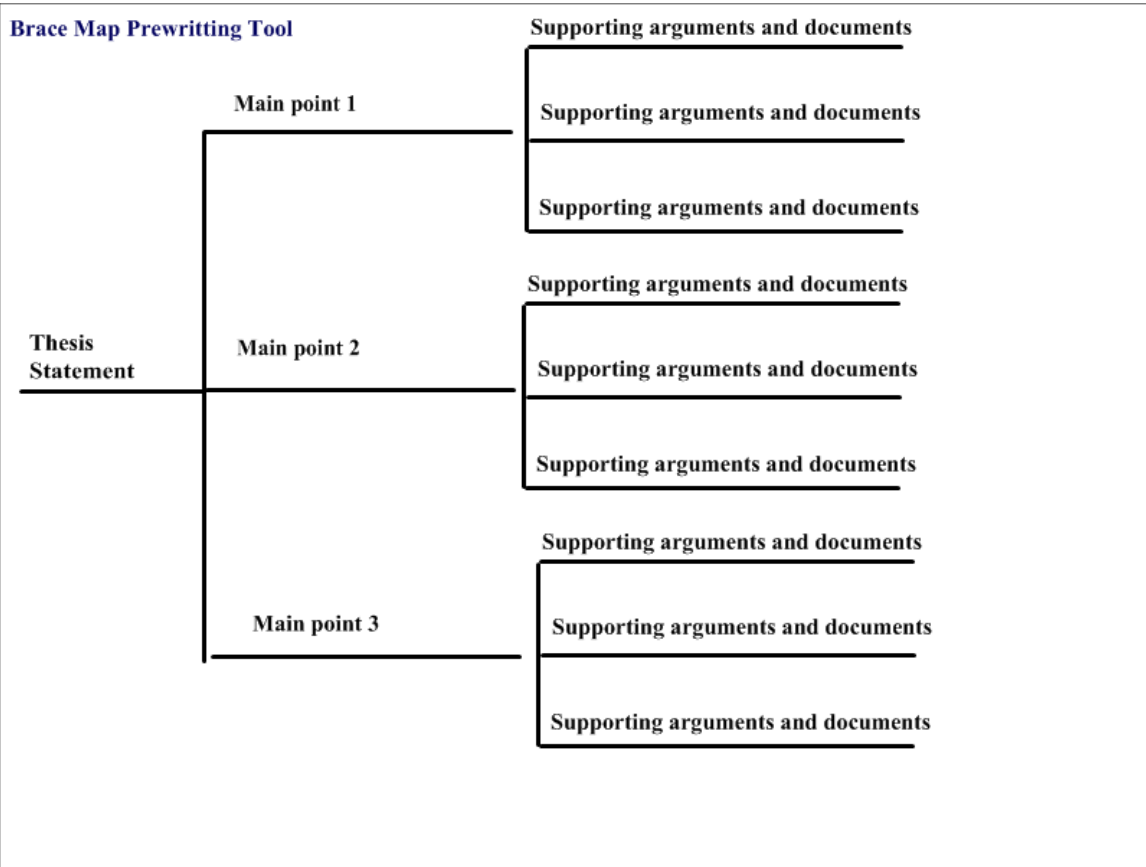 Brace Map Prewritting Tool
Supporting arguments and documents
Main point 1
Supporting arguments and documents
Supporting arguments and documents
Supporting arguments and documents
Thesis
Statement
Main point 2
Supporting arguments and documents
Supporting arguments and documents
Supporting arguments and documents
Main point 3
Supporting arguments and documents
Supporting arguments and documents